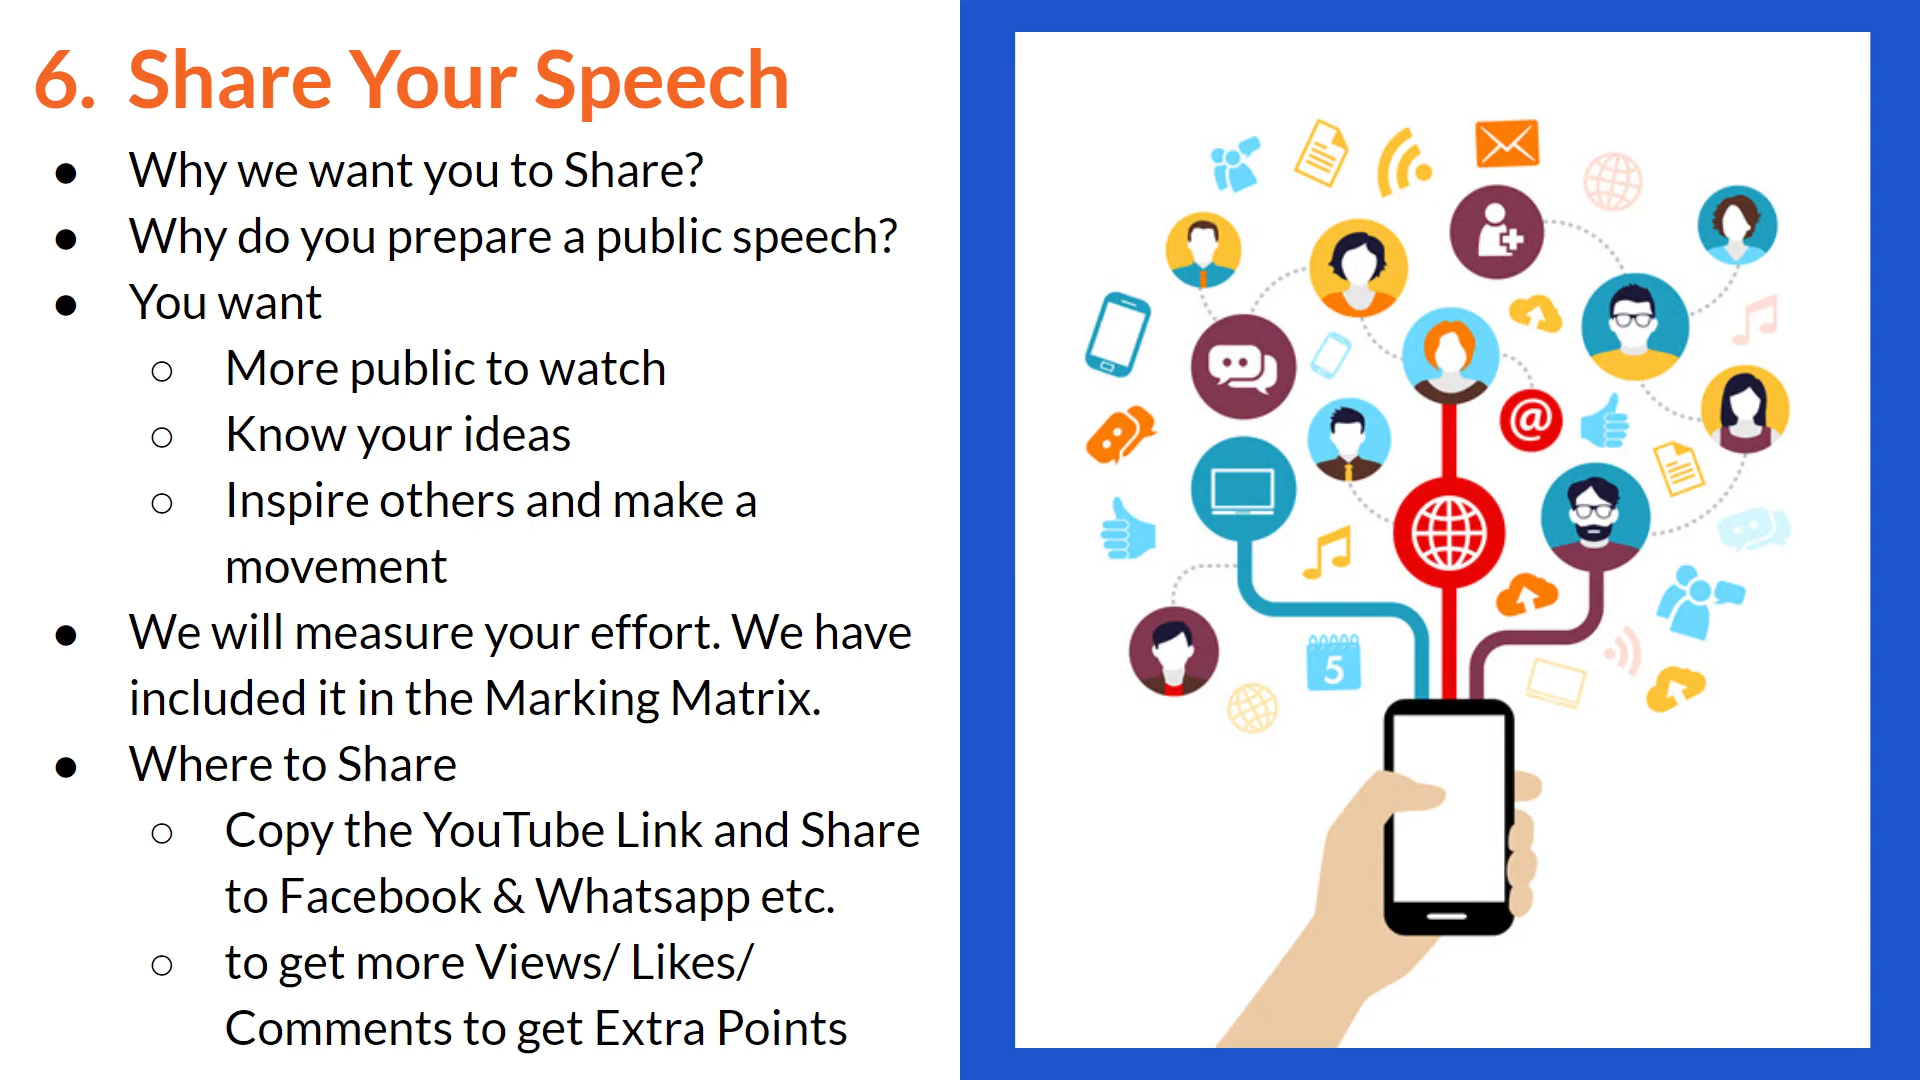 6. Share Your Speech
● Why we want you to Share?
● Why do you prepare a public speech?
● You want
○ More public to watch
○ Know your ideas
○ Inspire others and make a
movement
● We will measure your effort. We have
included it in the Marking Matrix.
● Where to Share
○ Copy the YouTube Link and Share
to Facebook & Whatsapp etc.
○ to get more Views/ Likes/
Comments to get Extra Points
@
5